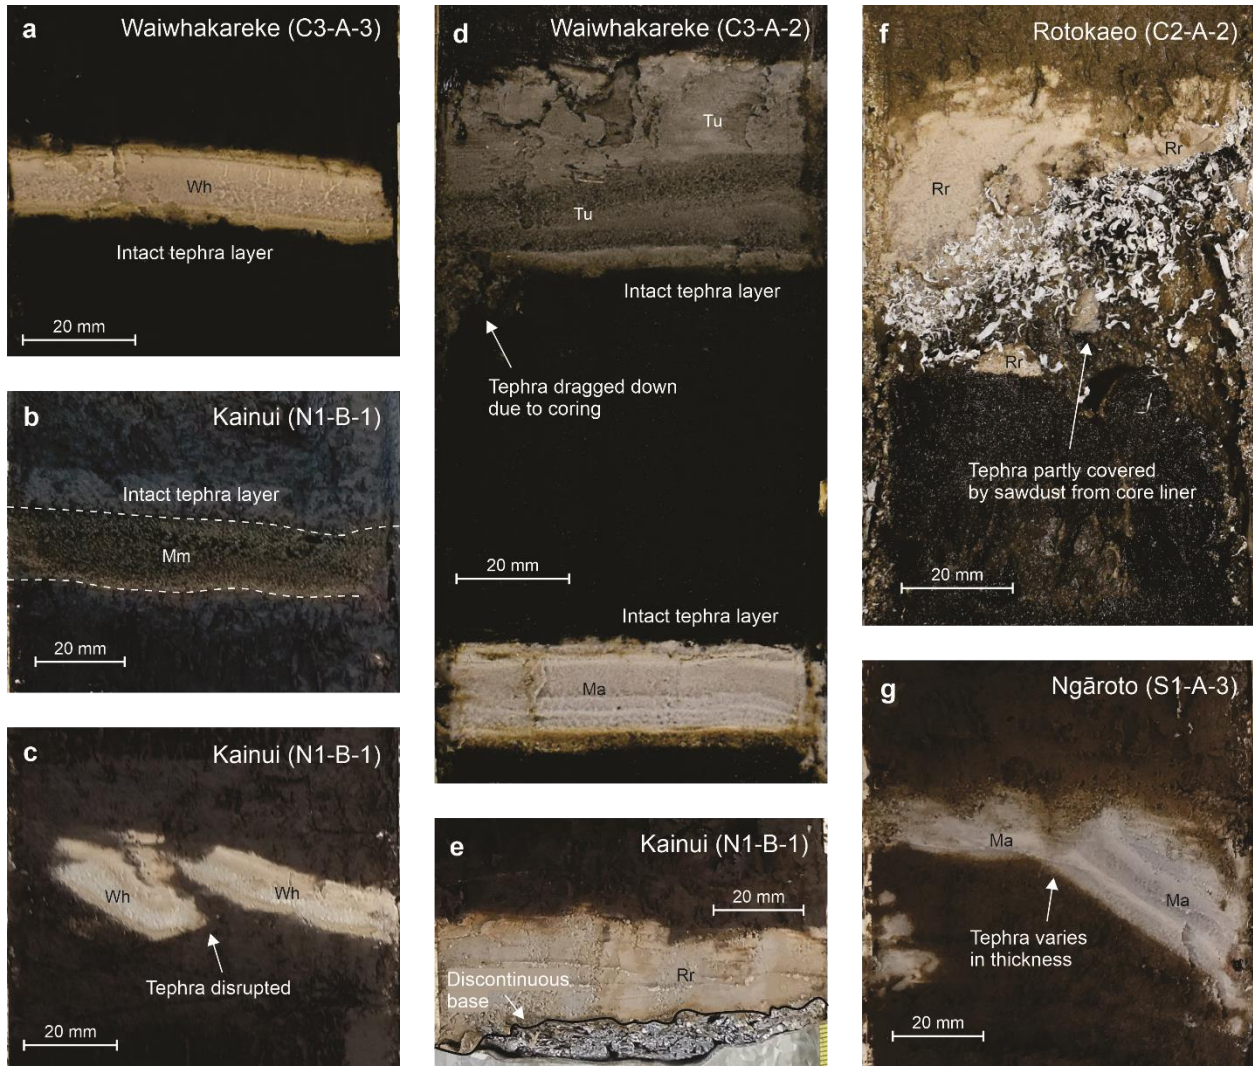 a
Waiwhakareke (C3-A-3)
Wh
Intact tephra layer
20 mm
b
Kainui (N1-B-1)
Intact tephra layer
Mm
20 mm
c
Kainui (N1-B-1)
Wh
Wh
Tephra disrupted
20 mm
d
Waiwhakareke (C3-A-2)
Tu
Tu
Intact tephra layer
Tephra dragged down
due to coring
20 mm
Intact tephra layer
Ma
e
Kainui (N1-B-1)
20 mm
Rr
Discontinuous
base
f
Rotokaeo (C2-A-2)
Rr
Rr
Rr
Tephra partly covered
by sawdust from core liner
20 mm
g
Ngāroto (S1-A-3)
Ma
Ma
Tephra varies
in thickness
20 mm